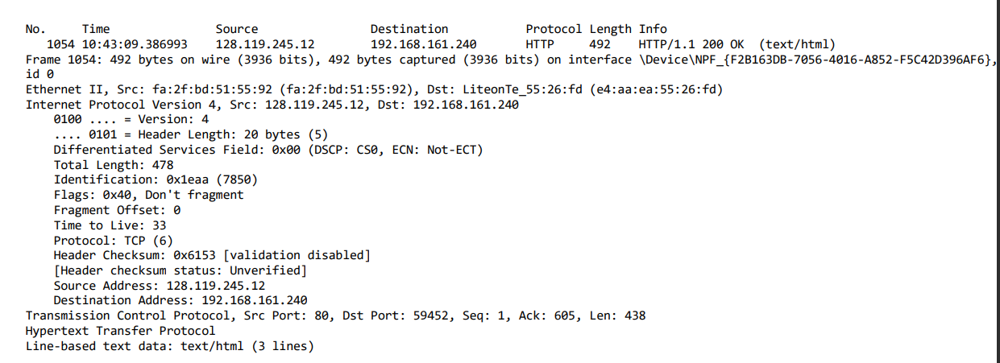 No. Time Source Destination Protocol Length Info
1054 10:43:09.386993 128.119.245.12 192.168.161.240 HTTP 492 HTTP/1.1 200 OK (text/html)
Frame 1054: 492 bytes on wire (3936 bits), 492 bytes captured (3936 bits) on interface \Device\NPF_{F2B163DB-7056-4016-A852-F5C42D396AF6},
id 0
Ethernet II, Src: fa:2f:bd:51:55:92 (fa:2f:bd:51:55:92), Dst: LiteonTe_55:26:fd (e4:aa:ea:55:26:fd)
Internet Protocol Version 4, Src: 128.119.245.12, Dst: 192.168.161.240
0100 .... = Version: 4
.... 0101 = Header Length: 20 bytes (5)
Differentiated Services Field: 0x00 (DSCP: CS0, ECN: Not-ECT)
Total Length: 478
Identification: 0x1eaa (7850)
Flags: 0x40, Don't fragment
Fragment Offset: 0
Time to Live: 33
Protocol: TCP (6)
Header Checksum: 0x6153 [validation disabled]
[Header checksum status: Unverified]
Source Address: 128.119.245.12
Destination Address: 192.168.161.240
Transmission Control Protocol, Src Port: 80, Dst Port: 59452, Seq: 1, Ack: 605, Len: 438
Hypertext Transfer Protocol
Line-based text data: text/html (3 lines)